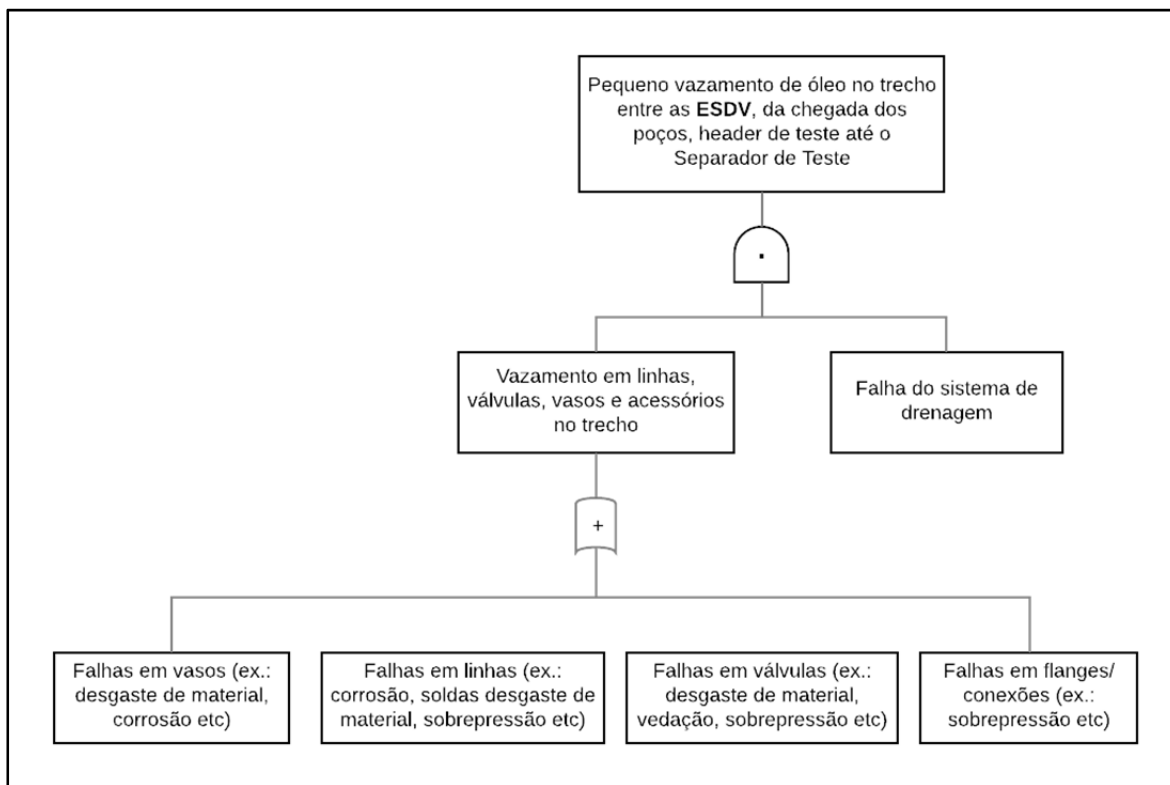 Pequeno vazamento de óleo no trecho
entre as ESDV, da chegada dos
poços, header de teste até o
Separador de Teste
.
Vazamento em linhas,
válvulas, vasos e acessórios
no trecho
Falha do sistema de
drenagem
+
Falhas em vasos (ex.:
desgaste de material,
corrosão etc)
Falhas em linhas (ex.:
corrosão, soldas desgaste de
material, sobrepressão etc)
Falhas em válvulas (ex.:
desgaste de material,
vedação, sobrepressão etc)
Falhas em flanges/
conexões (ex.:
sobrepressão etc)